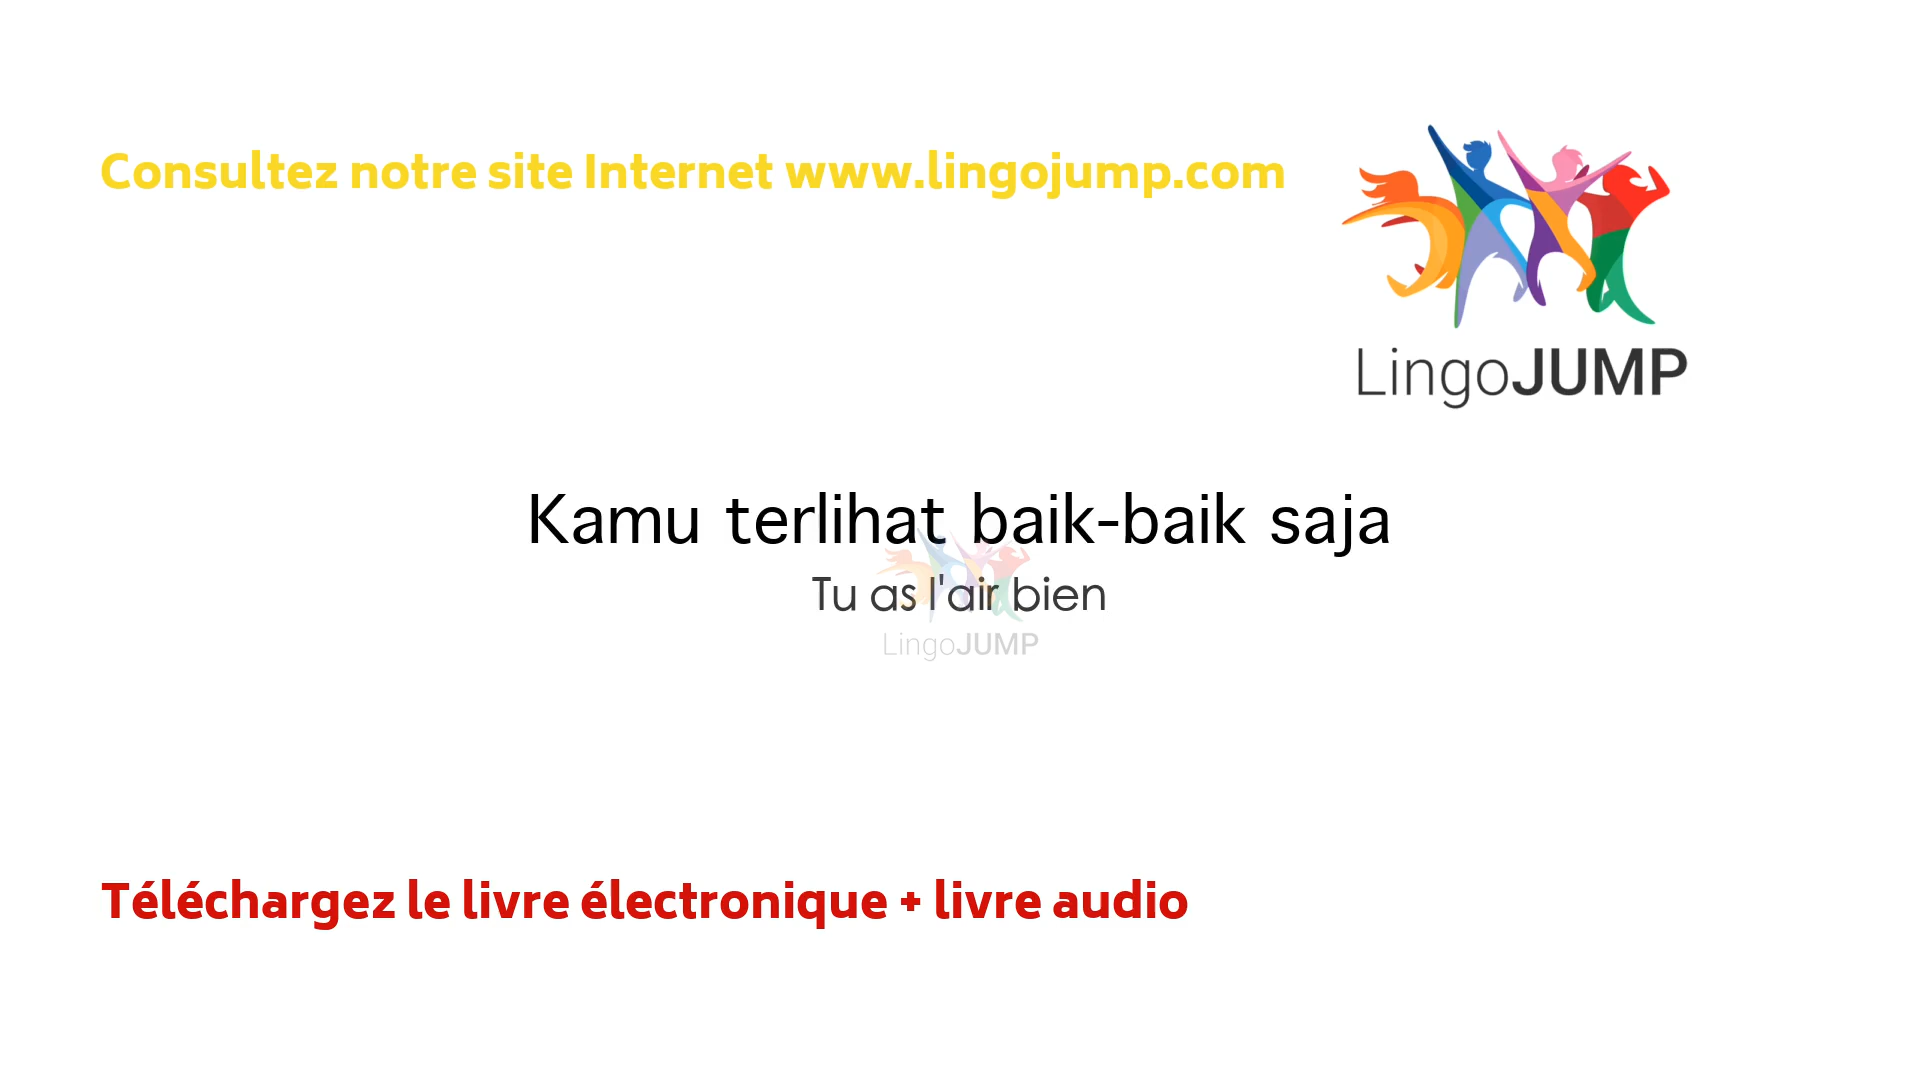 Consultez notre site Internet www.lingojump.com
LingoJUMP
Kamu terlihat baik-baik saja
Tu as l'air bien
LingoJUMP
Téléchargez le livre électronique + livre audio